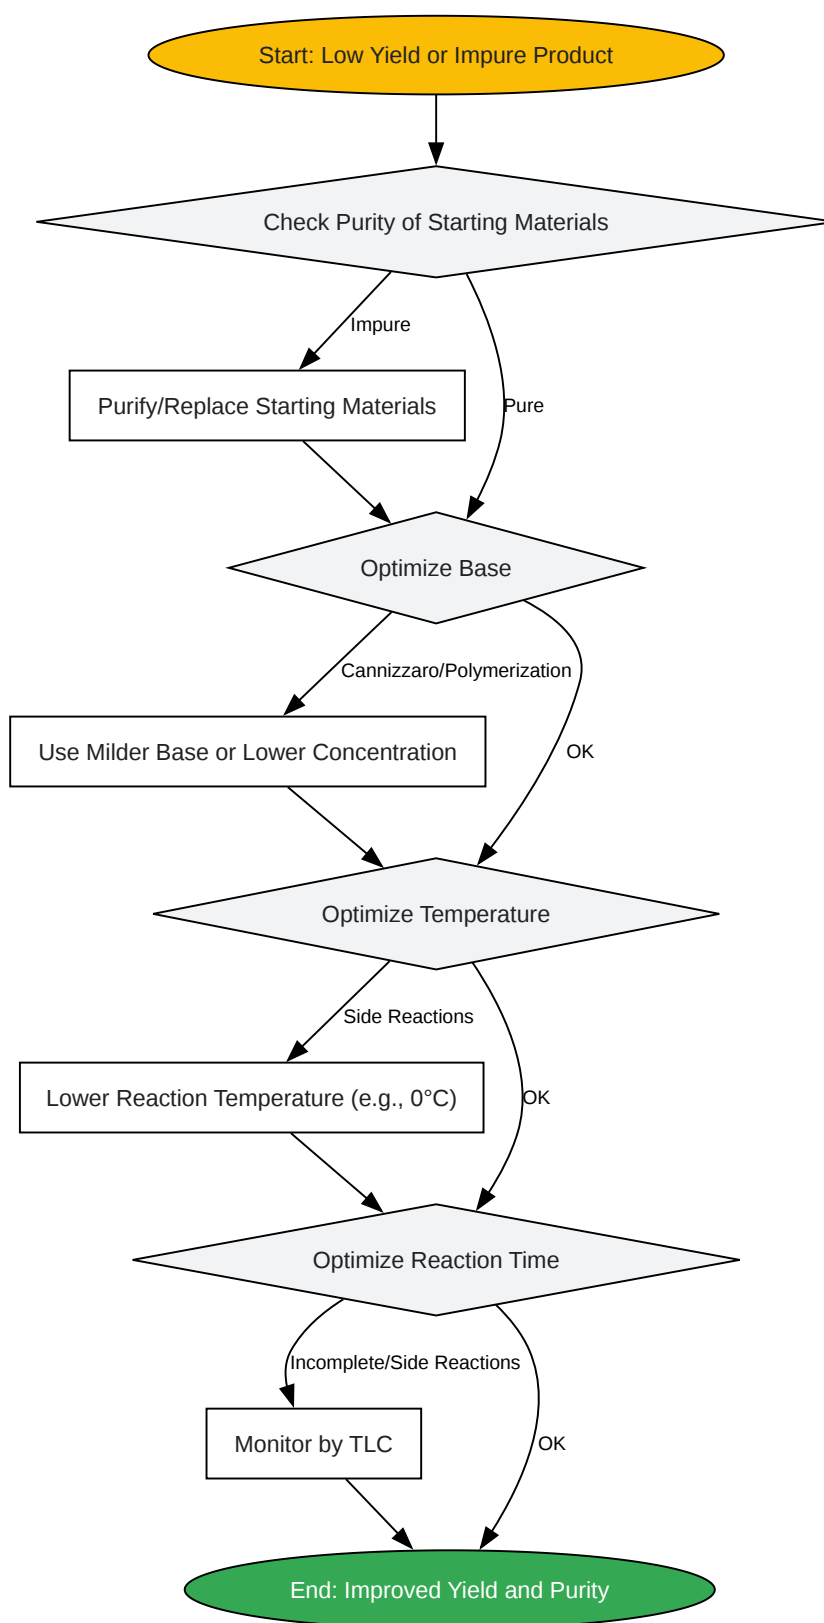 Start: Low Yield or Impure Product
Check Purity of Starting Materials
Impure
Purify/Replace Starting Materials
Pure
Optimize Base
Cannizzaro/Polymerization
Use Milder Base or Lower Concentration
OK
Optimize Temperature
Side Reactions
Lower Reaction Temperature (e.g., 0°C)
OK
Optimize Reaction Time
Incomplete/Side Reactions
Monitor by TLC
OK
End: Improved Yield and Purity